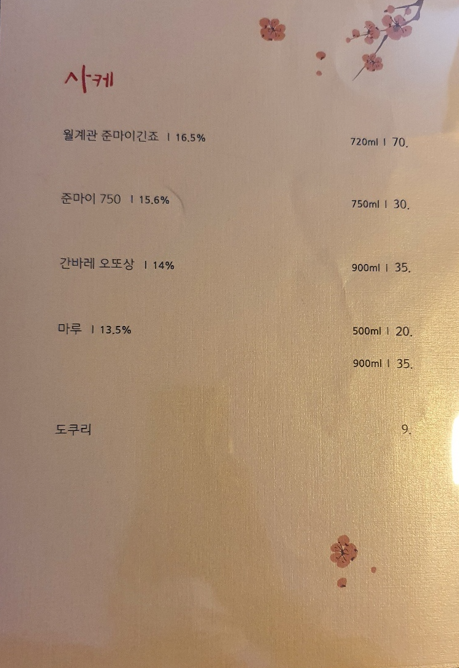 사케
월계관 준마이긴죠 | 16.5% 720ml | 70.
준마이 750 | 15.6% 750ml | 30.
간바레 오또상 | 14% 900ml | 35.
마루 | 13.5% 500ml | 20.
900ml | 35.
도쿠리 9.